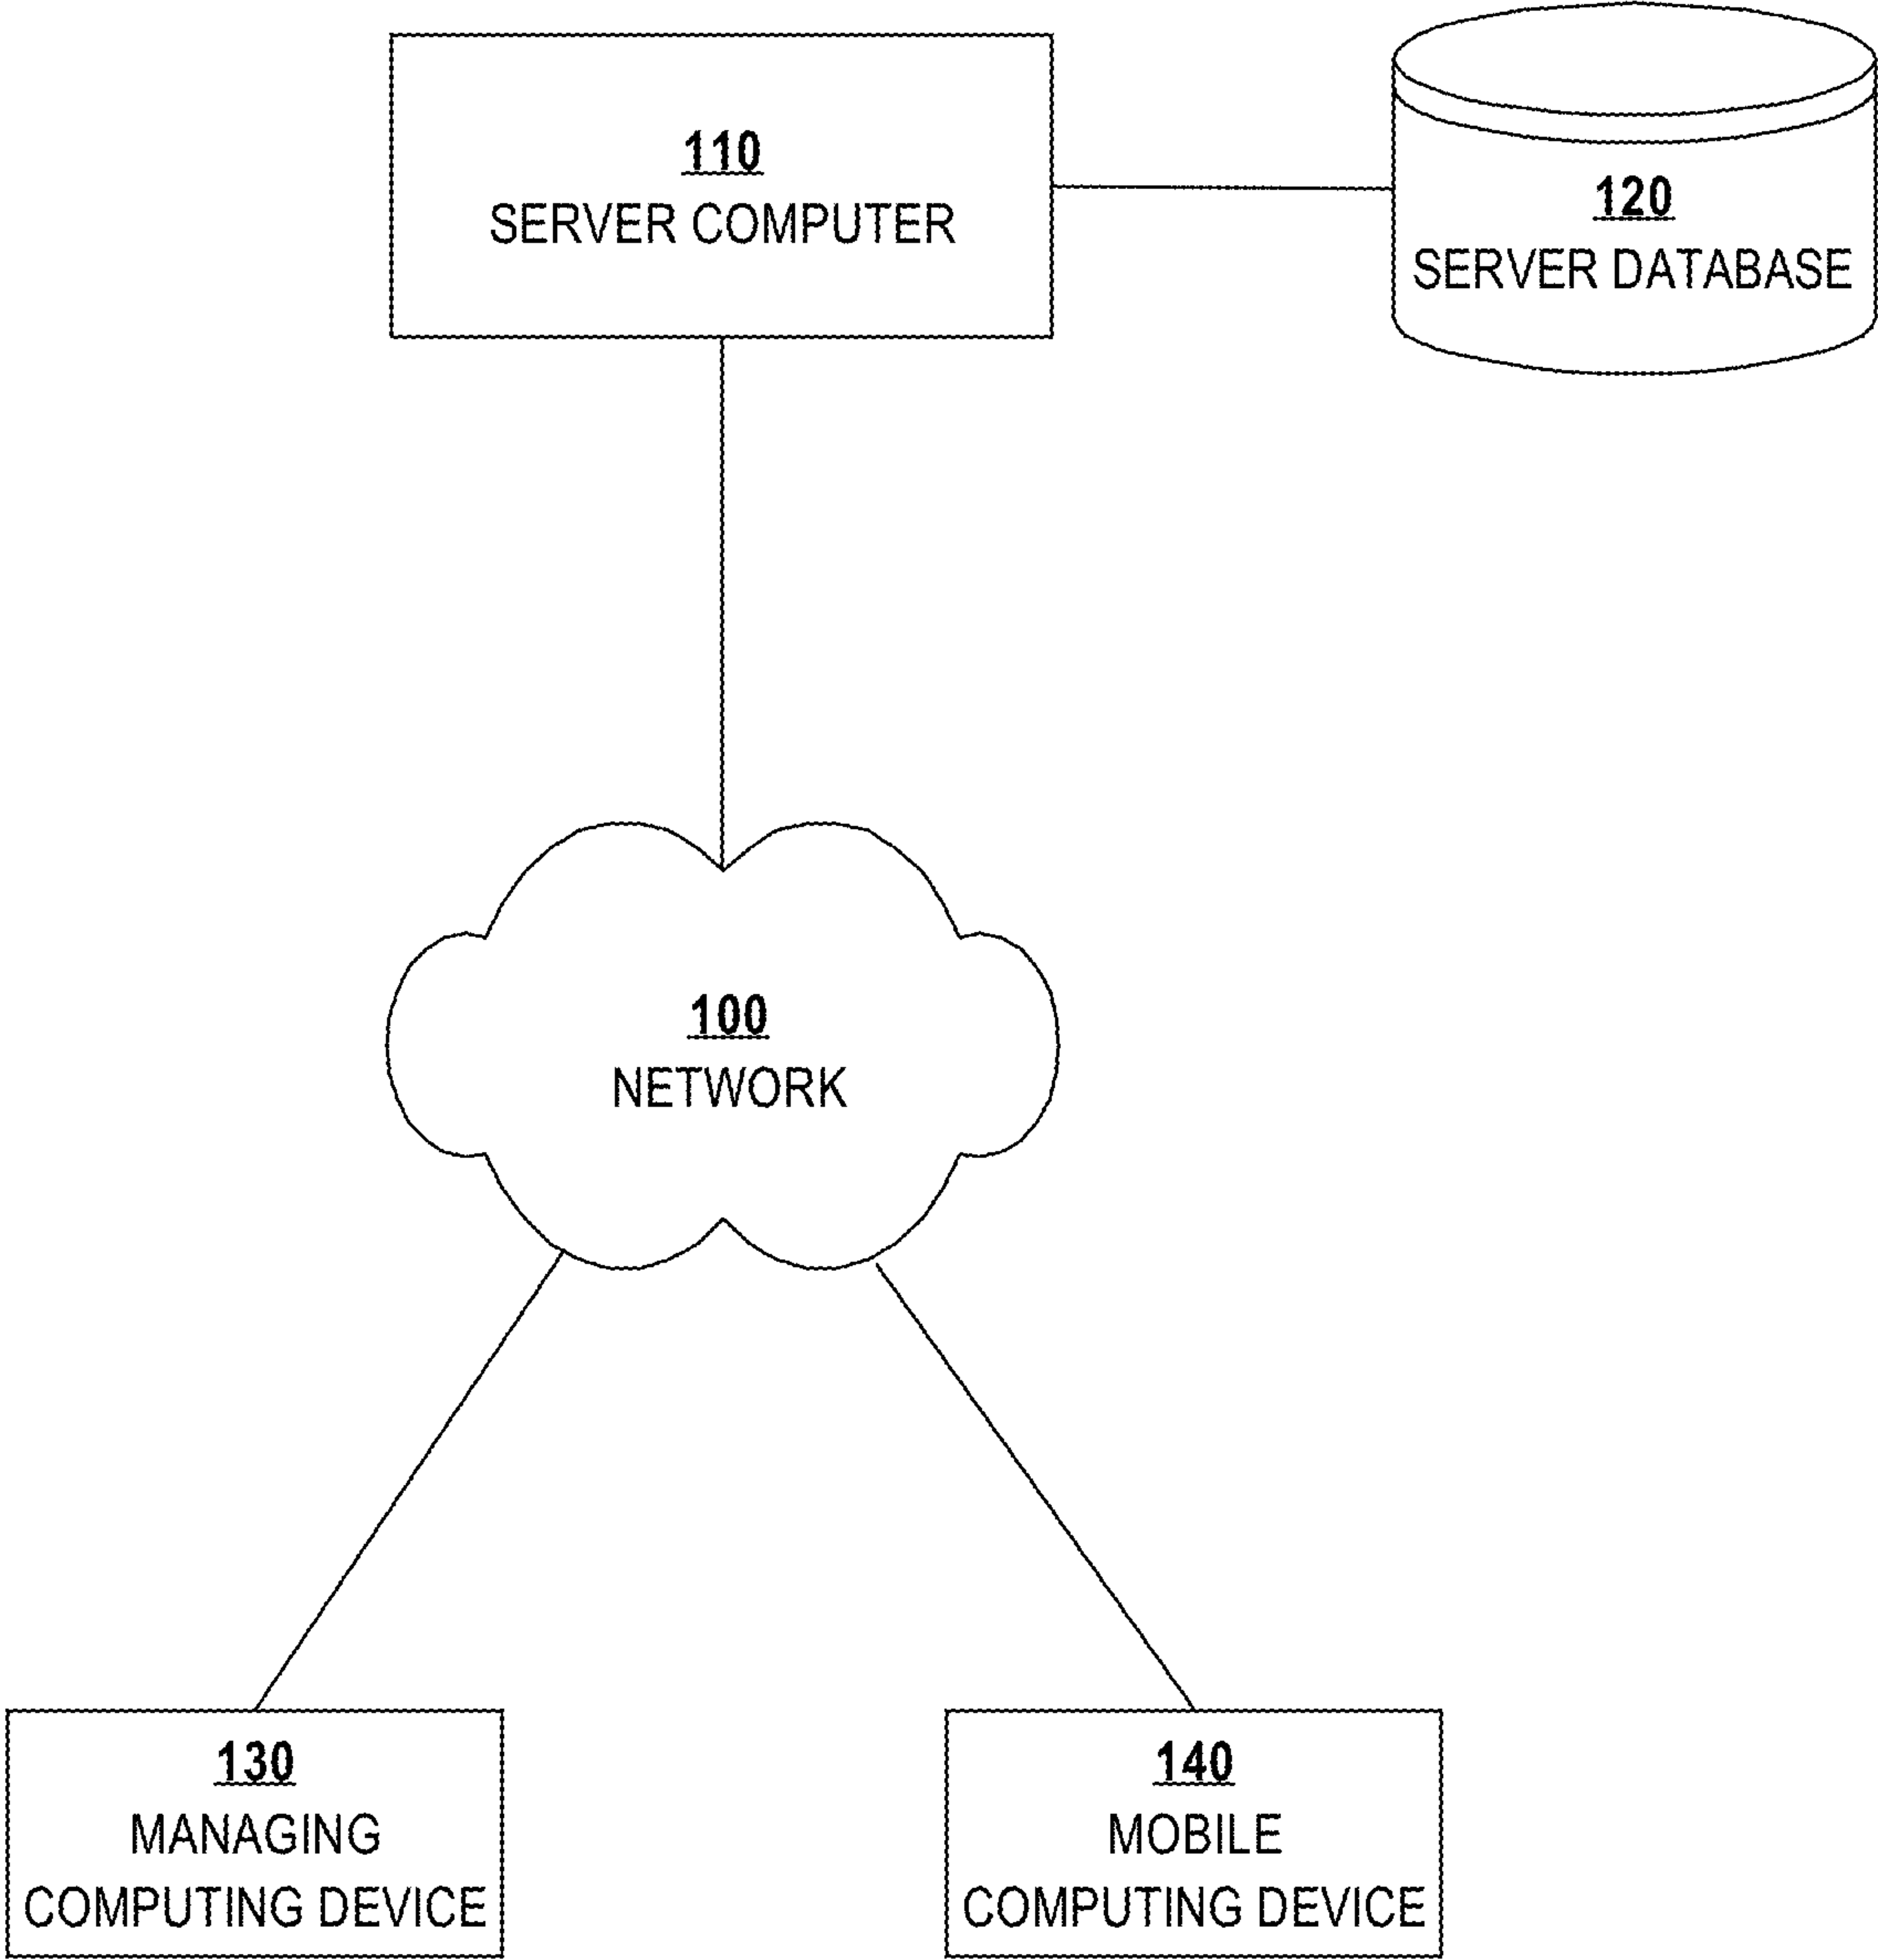 110
SERVER COMPUTER
120
SERVER DATABASE
100
NETWORK
130
MANAGING
COMPUTING DEVICE
140
MOBILE
COMPUTING DEVICE